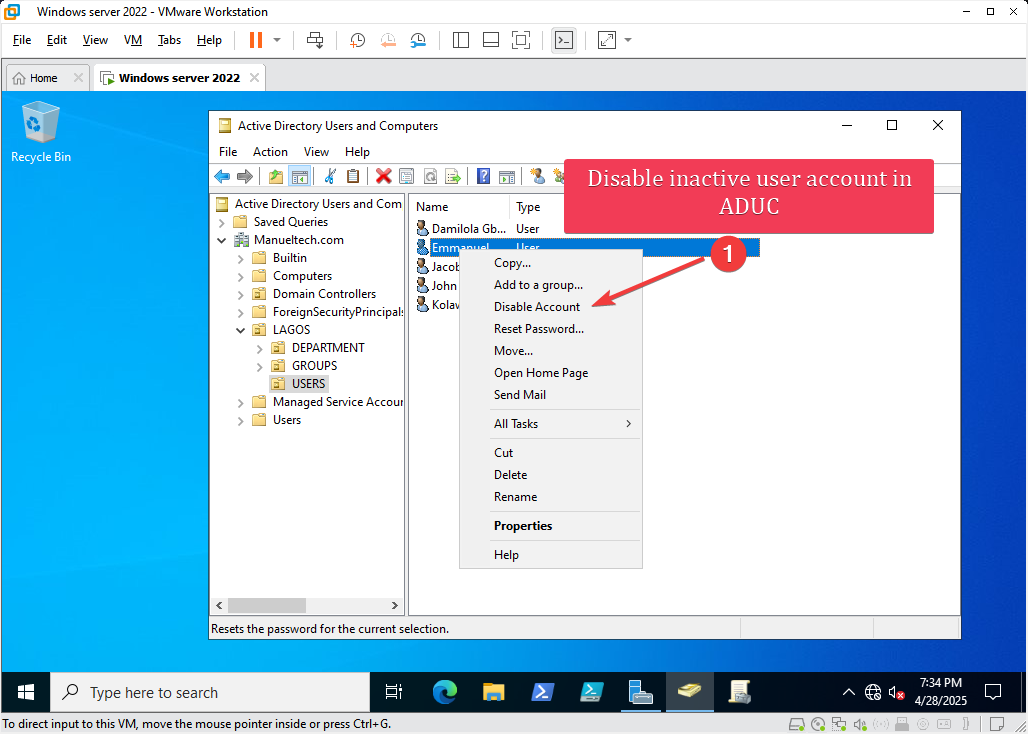 Windows server 2022 - VMware Workstation
File Edit View VM Tabs Help
Home
Windows server 2022
Recycle Bin
Active Directory Users and Computers
File Action View Help
Disable inactive user account in
ADUC
1
Active Directory Users and Com
Saved Queries
Manueltech.com
Builtin
Computers
Domain Controllers
ForeignSecurityPrincipals
LAGOS
DEPARTMENT
GROUPS
USERS
Managed Service Accour
Users
Name Type
Damilola Gb... User
Emmanuel User
Jacob
John
Kolaw
Copy...
Add to a group...
Disable Account
Reset Password...
Move...
Open Home Page
Send Mail
All Tasks
Cut
Delete
Rename
Properties
Help
Resets the password for the current selection.
Type here to search
7:34 PM
4/28/2025
To direct input to this VM, move the mouse pointer inside or press Ctrl+G.